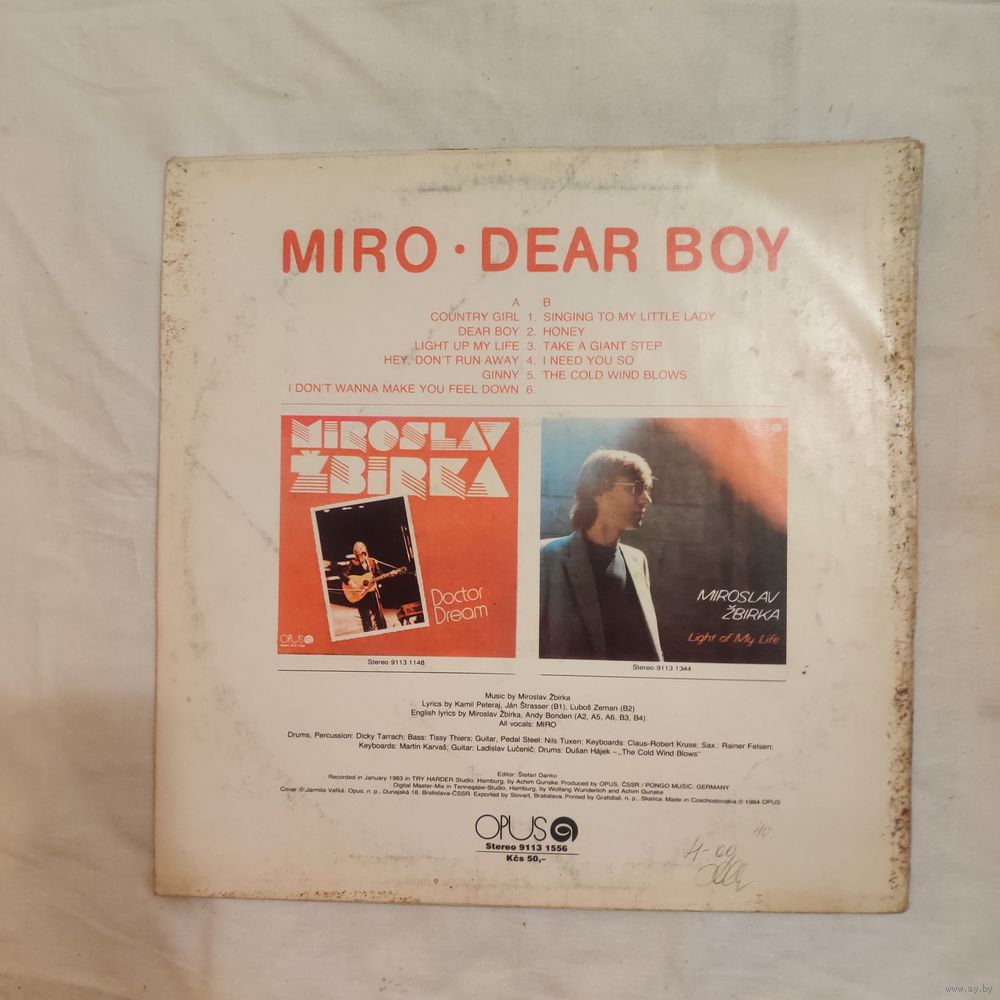 MIRO · DEAR BOY
A B
COUNTRY GIRL 1. SINGING TO MY LITTLE LADY
DEAR BOY 2. HONEY
LIGHT UP MY LIFE 3. TAKE A GIANT STEP
HEY, DON'T RUN AWAY 4. I NEED YOU SO
GINNY 5. THE COLD WIND BLOWS
I DON'T WANNA MAKE YOU FEEL DOWN 6.
MIROSLAV
ŽBIRKA
Doctor
Dream
OPUS
MIROSLAV
ŽBIRKA
Light of My Life
Stereo 9113 1148
Stereo 9113 1344
Music by Miroslav Žbirka
Lyrics by Kamil Peteraj, Ján Štrasser (B1), Ľuboš Zeman (B2)
English lyrics by Miroslav Žbirka, Andy Bonden (A2, A5, A6, B3, B4)
All vocals: MIRO
Drums, Percussion: Dicky Tarrach; Bass: Tissy Thiers; Guitar, Pedal Steel: Nils Tuxen; Keyboards: Claus-Robert Kruse; Sax.: Rainer Felsen;
Keyboards: Martin Karvaš; Guitar: Ladislav Lučenič; Drums: Dušan Hájek – „The Cold Wind Blows"
Editor: Štefan Danko
Recorded in January 1983 in TRY HARDER Studio, Hamburg, by Achim Gunske. Produced by OPUS, ČSSR / PONGO MUSIC, GERMANY
Digital Master-Mix in Tennessee-Studio, Hamburg, by Wolfgang Wunderlich and Achim Gunske
Cover © Jarmila Veľká. Opus, n. p., Dunajská 18, Bratislava-ČSSR. Exported by Slovart, Bratislava. Printed by Grafobal, n. p., Skalica. Made in Czechoslovakia ℗ 1984 OPUS
OPUS
Stereo 9113 1556
Kčs 50,–
40
4-00
www.ay.by